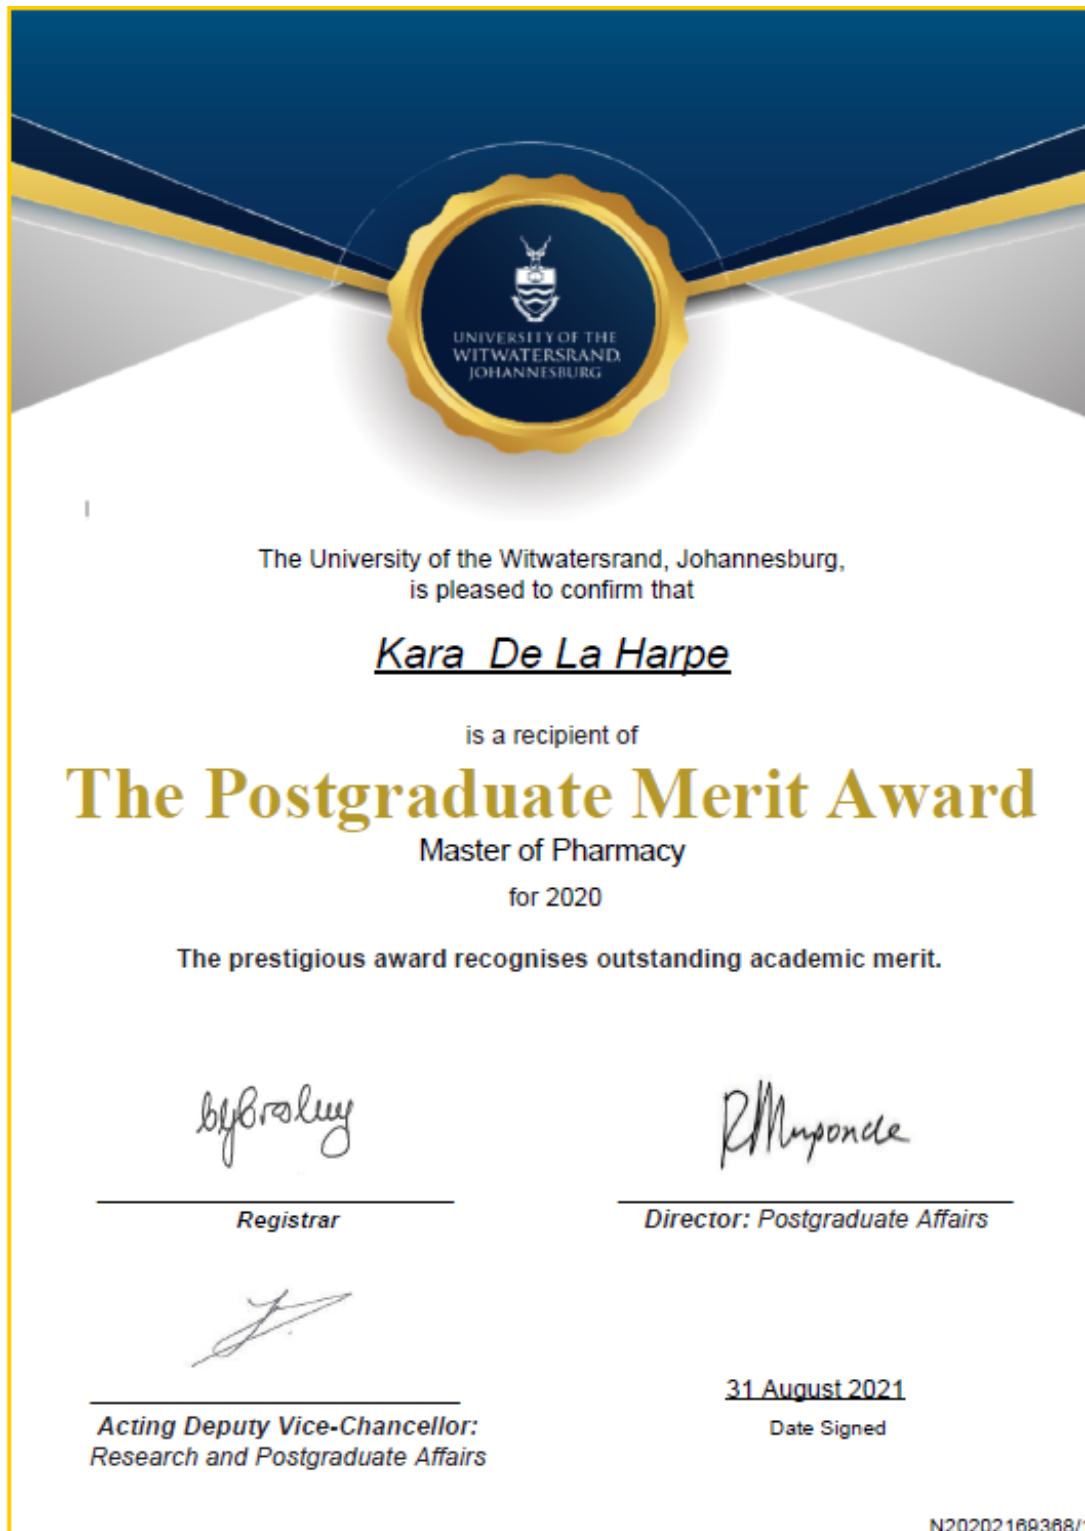 UNIVERSITY OF THE
WITWATERSRAND,
JOHANNESBURG
The University of the Witwatersrand, Johannesburg,
is pleased to confirm that
Kara De La Harpe
is a recipient of
The Postgraduate Merit Award
Master of Pharmacy
for 2020
The prestigious award recognises outstanding academic merit.
Registrar
Director: Postgraduate Affairs
Acting Deputy Vice-Chancellor:
Research and Postgraduate Affairs
31 August 2021
Date Signed